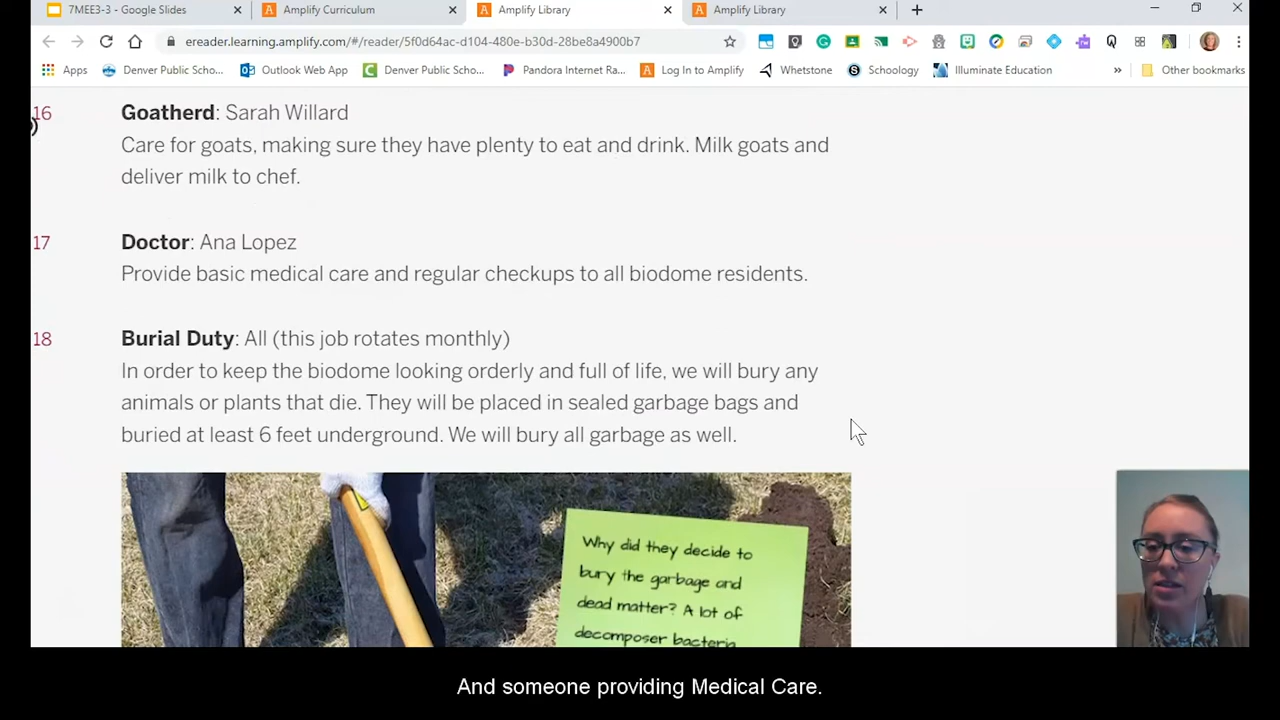 7MEE3-3 - Google Slides
Amplify Curriculum
Amplify Library
Amplify Library
ereader.learning.amplify.com/#/reader/5f0d64ac-d104-480e-b30d-28be8a4900b7
Apps
Denver Public Scho...
Outlook Web App
Denver Public Scho...
Pandora Internet Ra...
Log In to Amplify
Whetstone
Schoology
Illuminate Education
Other bookmarks
16
Goatherd: Sarah Willard
Care for goats, making sure they have plenty to eat and drink. Milk goats and
deliver milk to chef.
17
Doctor: Ana Lopez
Provide basic medical care and regular checkups to all biodome residents.
18
Burial Duty: All (this job rotates monthly)
In order to keep the biodome looking orderly and full of life, we will bury any
animals or plants that die. They will be placed in sealed garbage bags and
buried at least 6 feet underground. We will bury all garbage as well.
Why did they decide to
bury the garbage and
dead matter? A lot of
decomposer bacteria
And someone providing Medical Care.